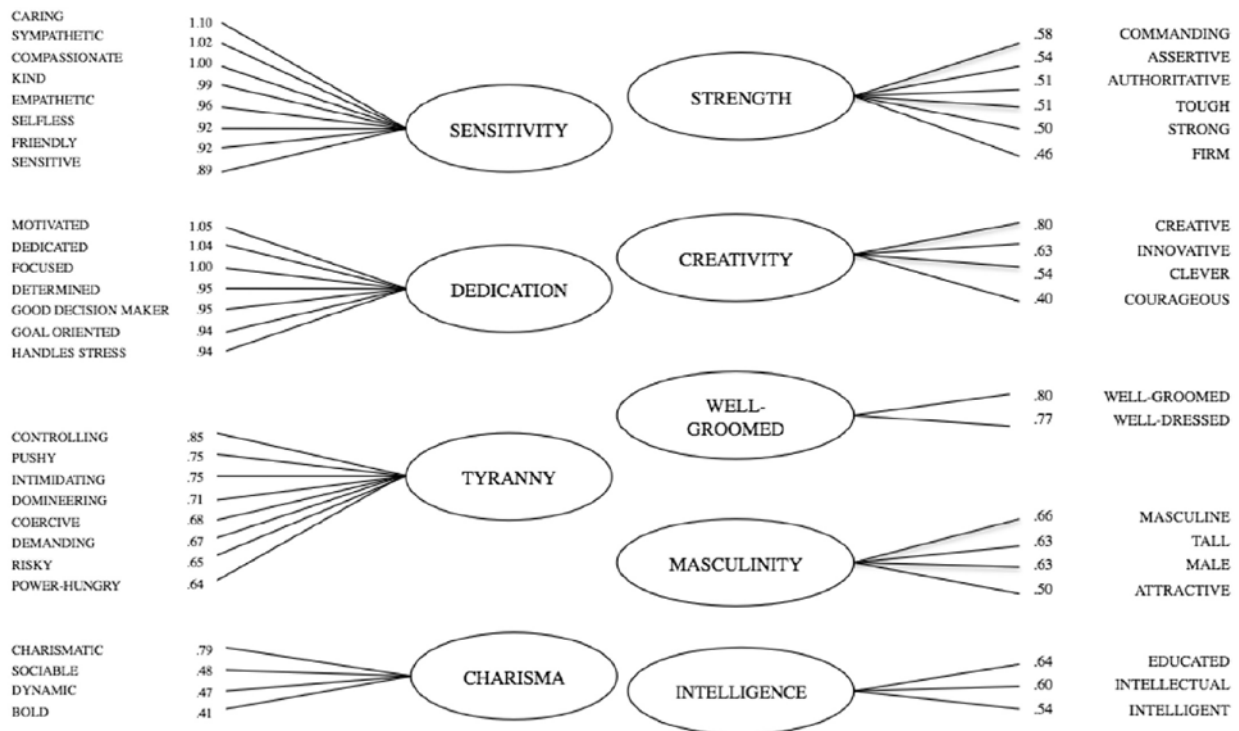 CARING 1.10
SYMPATHETIC 1.02
COMPASSIONATE 1.00
KIND .99
EMPATHETIC .96
SELFLESS .92
FRIENDLY .92
SENSITIVE .89
SENSITIVITY
MOTIVATED 1.05
DEDICATED 1.04
FOCUSED 1.00
DETERMINED .95
GOOD DECISION MAKER .95
GOAL ORIENTED .94
HANDLES STRESS .94
DEDICATION
CONTROLLING .85
PUSHY .75
INTIMIDATING .75
DOMINEERING .71
COERCIVE .68
DEMANDING .67
RISKY .65
POWER-HUNGRY .64
TYRANNY
CHARISMATIC .79
SOCIABLE .48
DYNAMIC .47
BOLD .41
CHARISMA
STRENGTH
.58 COMMANDING
.54 ASSERTIVE
.51 AUTHORITATIVE
.51 TOUGH
.50 STRONG
.46 FIRM
CREATIVITY
.80 CREATIVE
.63 INNOVATIVE
.54 CLEVER
.40 COURAGEOUS
WELL-
GROOMED
.80 WELL-GROOMED
.77 WELL-DRESSED
MASCULINITY
.66 MASCULINE
.63 TALL
.63 MALE
.50 ATTRACTIVE
INTELLIGENCE
.64 EDUCATED
.60 INTELLECTUAL
.54 INTELLIGENT